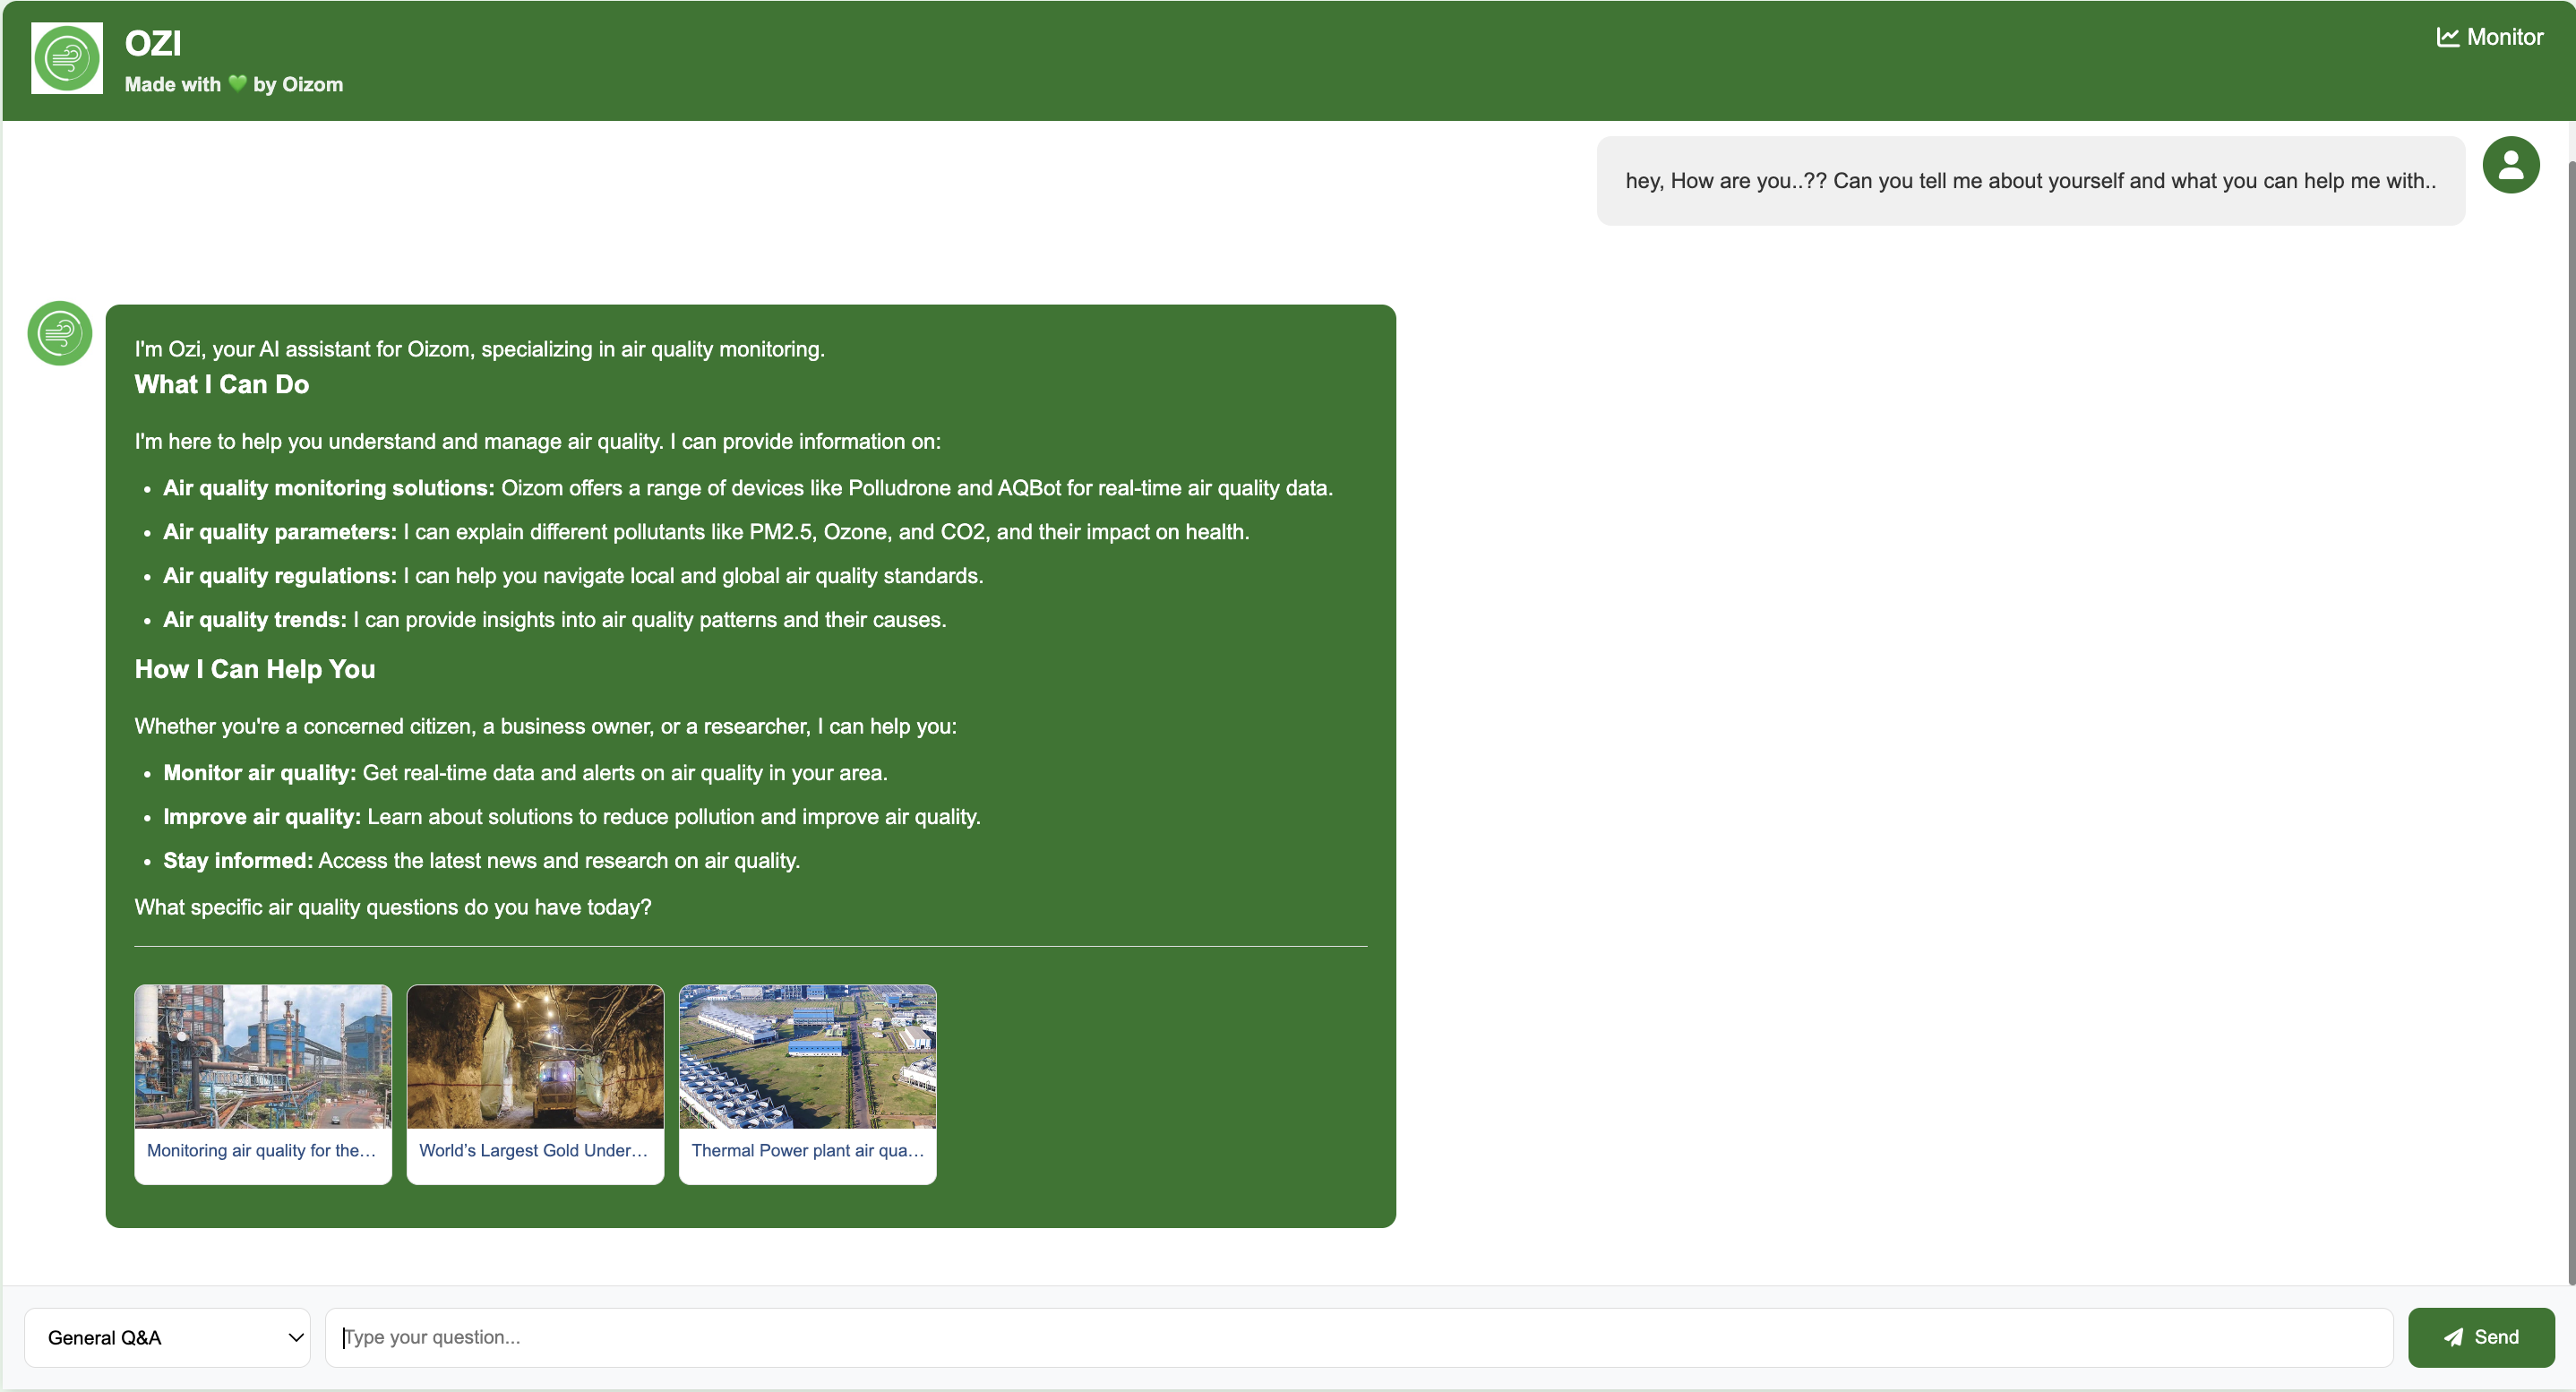 OZI
Made with 💚 by Oizom
Monitor
hey, How are you..?? Can you tell me about yourself and what you can help me with..
I'm Ozi, your AI assistant for Oizom, specializing in air quality monitoring.
What I Can Do
I'm here to help you understand and manage air quality. I can provide information on:
• Air quality monitoring solutions: Oizom offers a range of devices like Polludrone and AQBot for real-time air quality data.
• Air quality parameters: I can explain different pollutants like PM2.5, Ozone, and CO2, and their impact on health.
• Air quality regulations: I can help you navigate local and global air quality standards.
• Air quality trends: I can provide insights into air quality patterns and their causes.
How I Can Help You
Whether you're a concerned citizen, a business owner, or a researcher, I can help you:
• Monitor air quality: Get real-time data and alerts on air quality in your area.
• Improve air quality: Learn about solutions to reduce pollution and improve air quality.
• Stay informed: Access the latest news and research on air quality.
What specific air quality questions do you have today?
Monitoring air quality for the...
World’s Largest Gold Under...
Thermal Power plant air qua...
General Q&A
Type your question...
Send